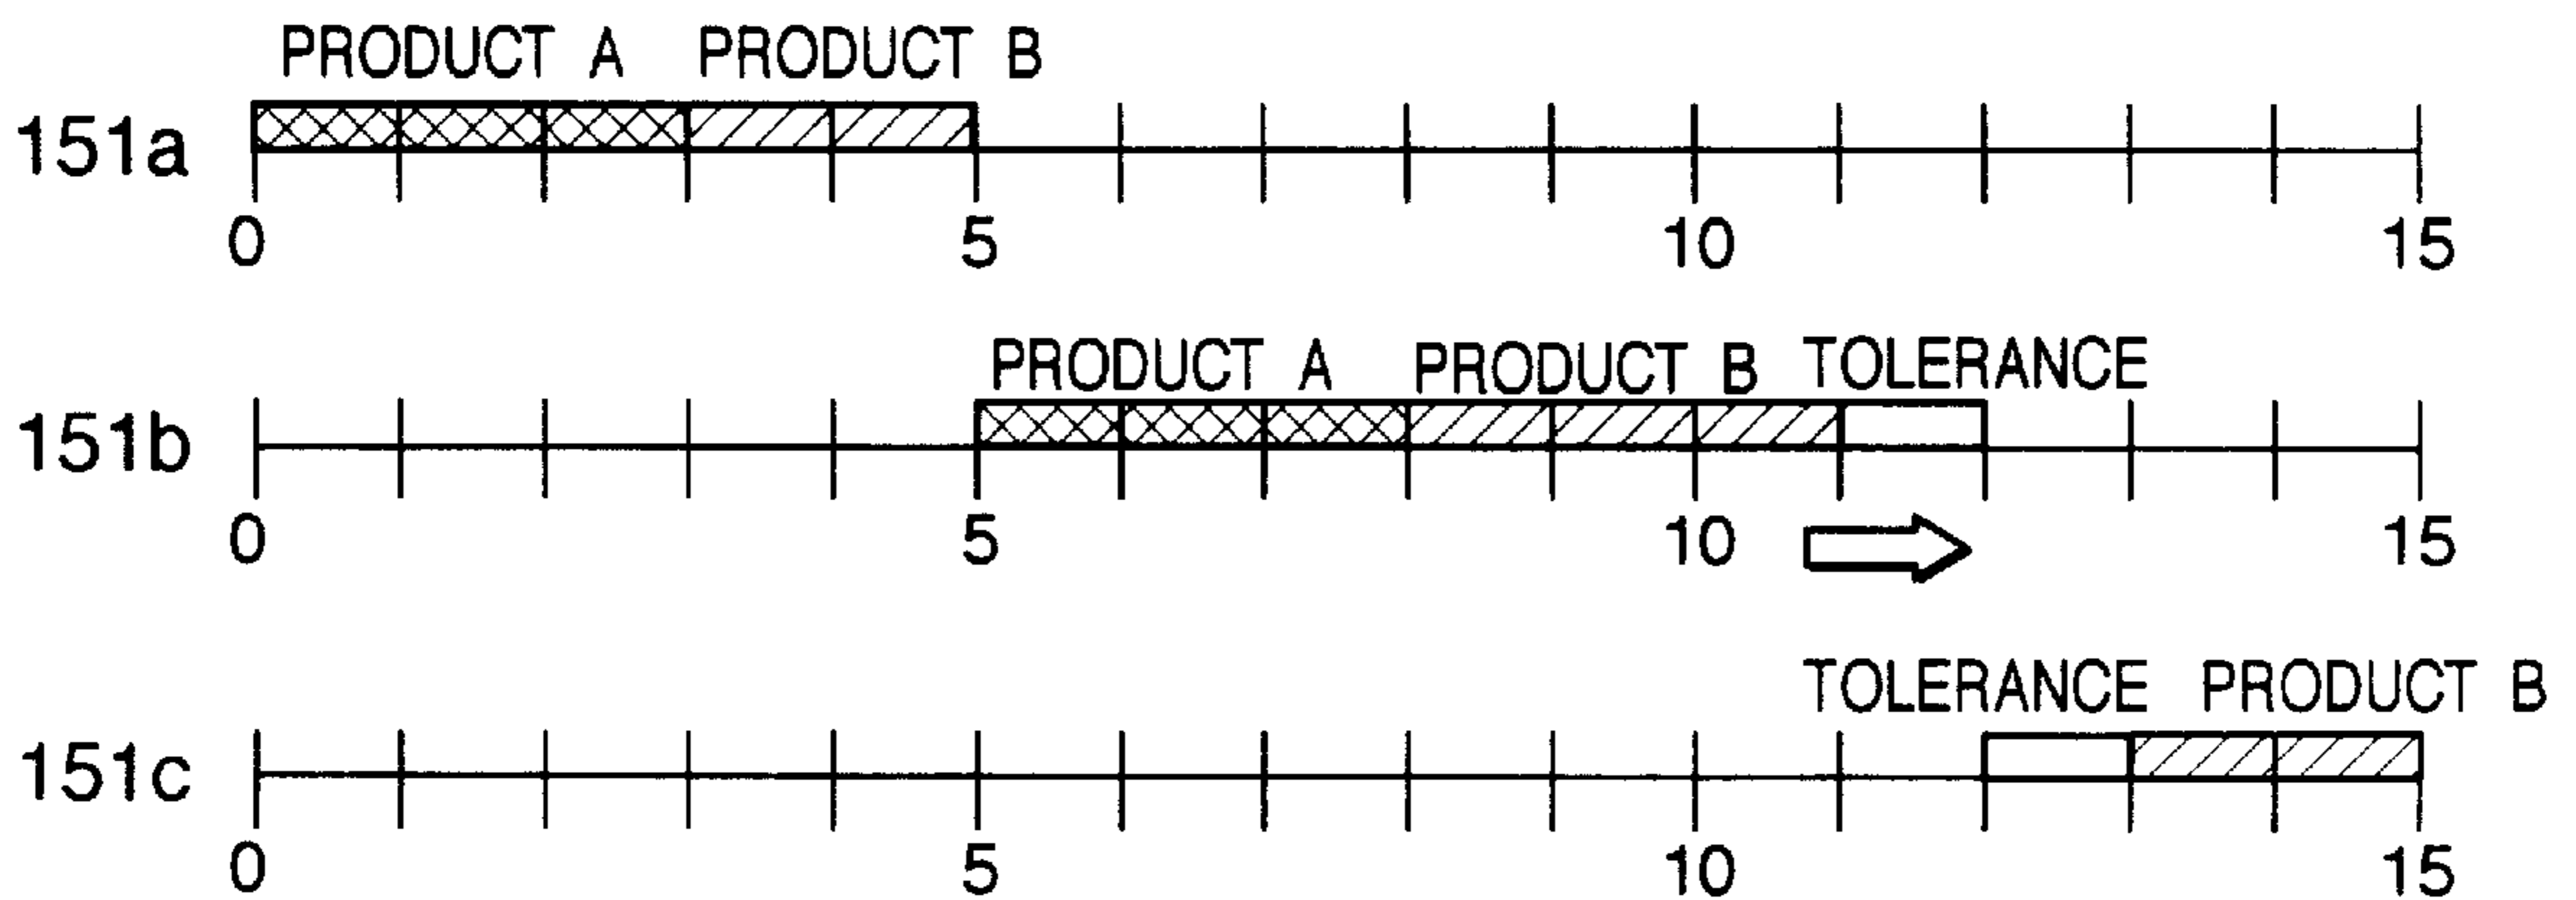 PRODUCT A PRODUCT B
151a
0 5 10 15
PRODUCT A PRODUCT B TOLERANCE
151b
0 5 10 15
TOLERANCE PRODUCT B
151c
0 5 10 15